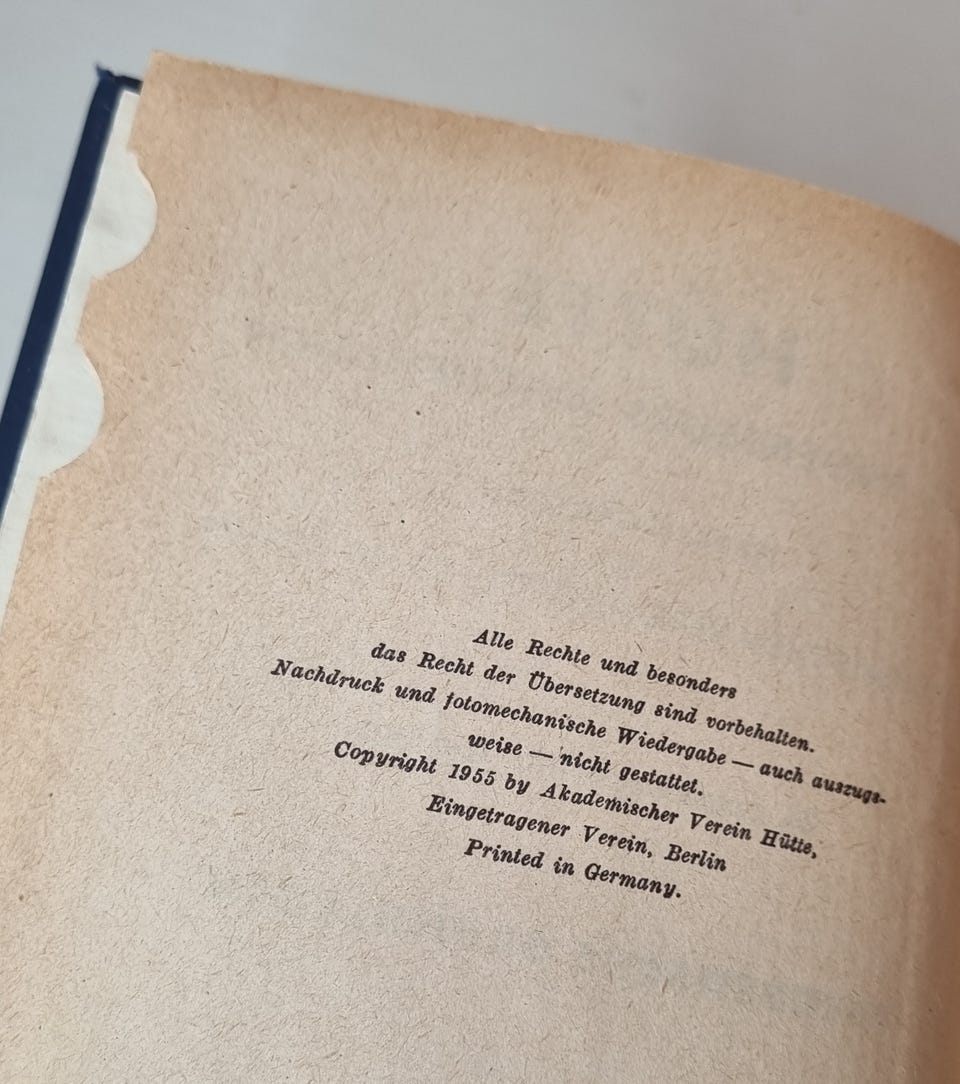 Alle Rechte und besonders
das Recht der Übersetzung sind vorbehalten.
Nachdruck und fotomechanische Wiedergabe — auch auszugs-
weise — nicht gestattet.
Copyright 1955 by Akademischer Verein Hütte,
Eingetragener Verein, Berlin
Printed in Germany.